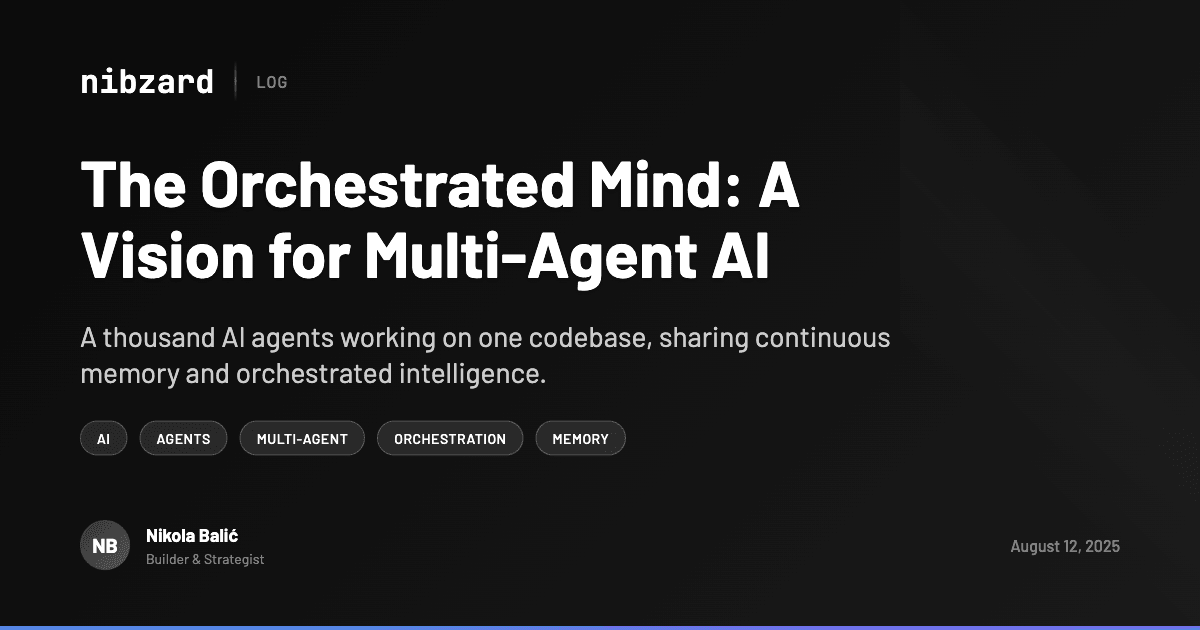 nibzard LOG
The Orchestrated Mind: A
Vision for Multi-Agent AI
A thousand AI agents working on one codebase, sharing continuous
memory and orchestrated intelligence.
AI AGENTS MULTI-AGENT ORCHESTRATION MEMORY
NB
Nikola Balić
Builder & Strategist
August 12, 2025